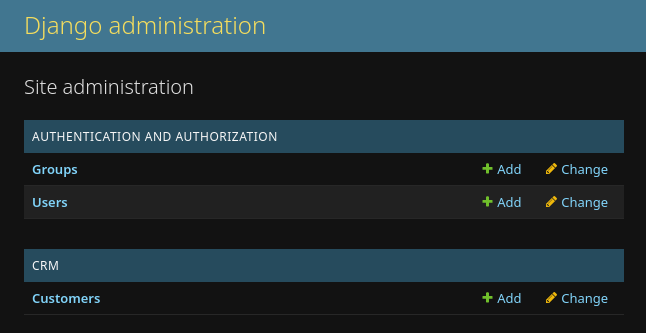 Django administration
Site administration
AUTHENTICATION AND AUTHORIZATION
Groups Add Change
Users Add Change
CRM
Customers Add Change